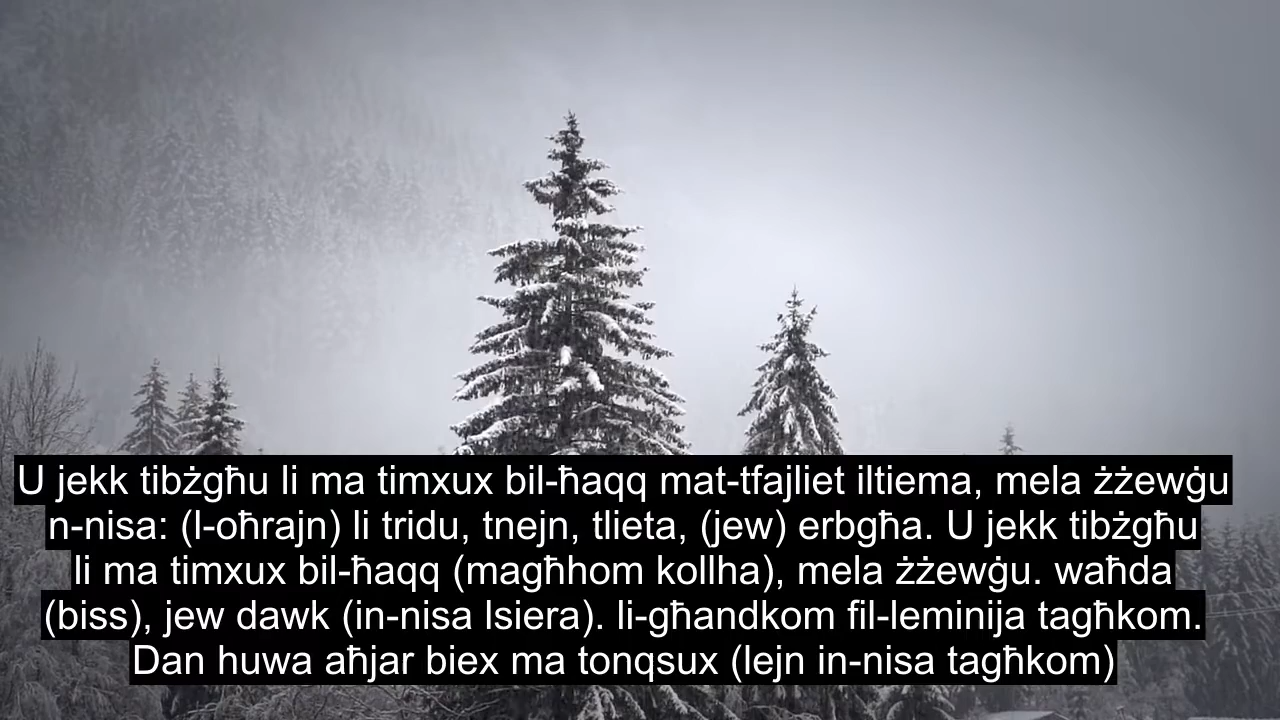 U jekk tibżgħu li ma timxux bil-ħaqq mat-tfajliet iltiema, mela żżewġu
n-nisa: (l-oħrajn) li tridu, tnejn, tlieta, (jew) erbgħa. U jekk tibżgħu
li ma timxux bil-ħaqq (magħhom kollha), mela żżewġu. waħda
(biss), jew dawk (in-nisa lsiera). li-għandkom fil-leminija tagħkom.
Dan huwa aħjar biex ma tonqsux (lejn in-nisa tagħkom)